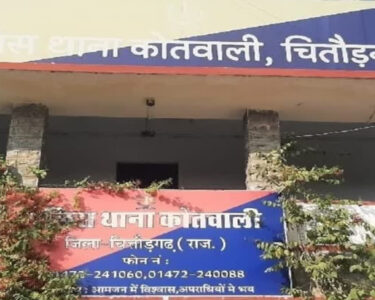 थाना कोतवाली, चितौड़
थाना कोतवाली
जिला-चित्तौड़गढ़ (राज.)
फोन नं :
-241060,01472-240088
: आमजन में विश्वास,अपराधियों में भय